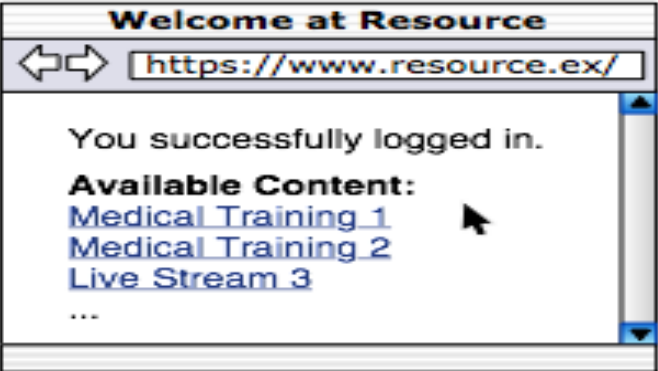 Welcome at Resource
https://www.resource.ex/
You successfully logged in.
Available Content:
Medical Training 1
Medical Training 2
Live Stream 3
...